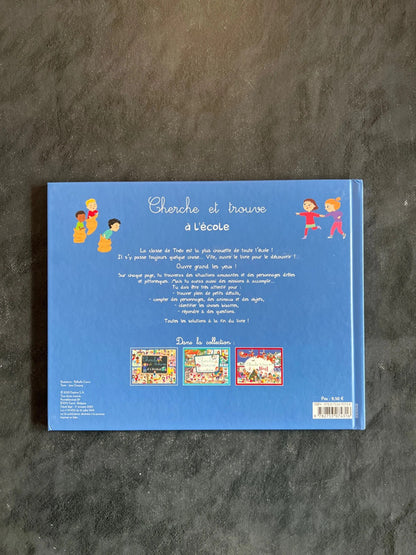 Cherche et trouve
à l'école
La classe de Théo est la plus chouette de toute l'école !
Il s'y passe toujours quelque chose... Vite, ouvre le livre pour le découvrir !
Ouvre grand les yeux !
Sur chaque page, tu trouveras des situations amusantes et des personnages drôles
et pittoresques. Mais tu auras aussi des missions à accomplir...
Tu dois être très attentif pour :
- trouver plein de petits détails,
- compter des personnages, des animaux et des objets,
- identifier les choses bizarres,
- répondre à des questions.
Toutes les solutions à la fin du livre !
Dans la collection :
Prix : 9,50 €